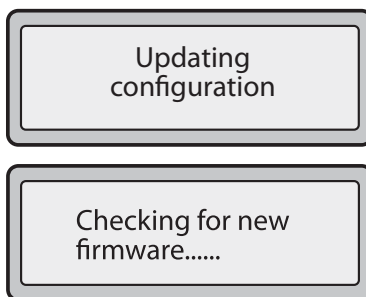 Updating
configuration
Checking for new
firmware......